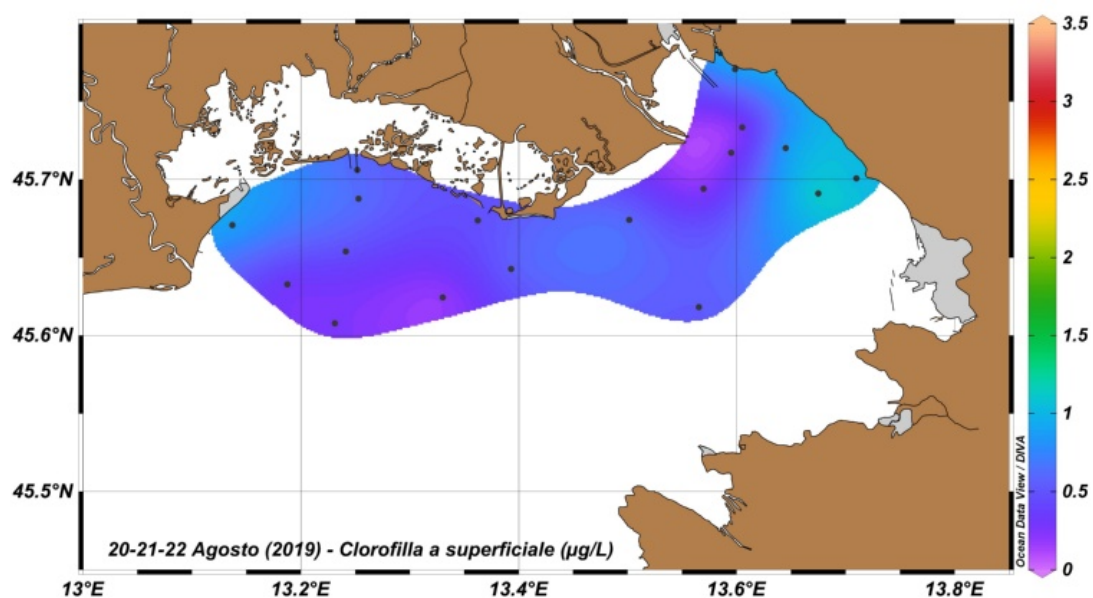 3.5
3
2.5
2
1.5
1
0.5
0
45.7°N
45.6°N
45.5°N
20-21-22 Agosto (2019) - Clorofilla a superficiale (µg/L)
Ocean Data View / DIVA
13°E
13.2°E
13.4°E
13.6°E
13.8°E